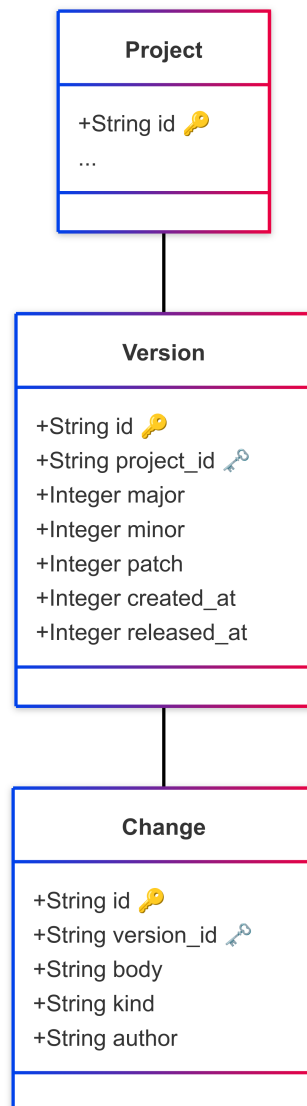 Project
+String id 🔑
...
Version
+String id 🔑
+String project_id 🗝️
+Integer major
+Integer minor
+Integer patch
+Integer created_at
+Integer released_at
Change
+String id 🔑
+String version_id 🗝️
+String body
+String kind
+String author